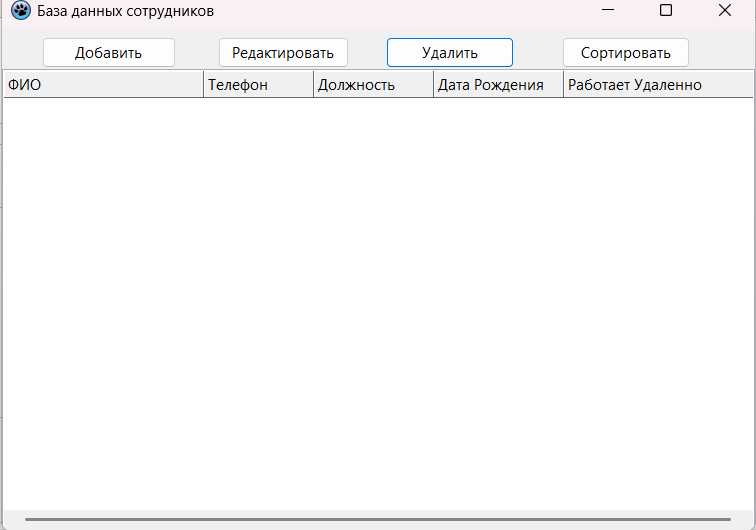 База данных сотрудников
Добавить Редактировать Удалить Сортировать
ФИО Телефон Должность Дата Рождения Работает Удаленно